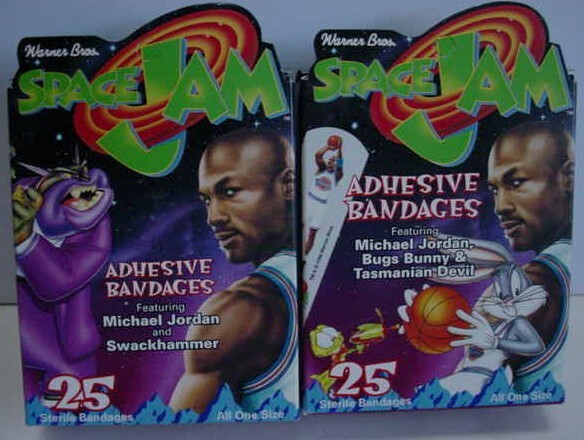 Warner Bros.
SPACE JAM
ADHESIVE
BANDAGES
Featuring
Michael Jordan
and
Swackhammer
25
Sterile Bandages
All One Size
Warner Bros.
SPACE JAM
ADHESIVE
BANDAGES
Featuring
Michael Jordan,
Bugs Bunny &
Tasmanian Devil
25
Sterile Bandages
All One Size